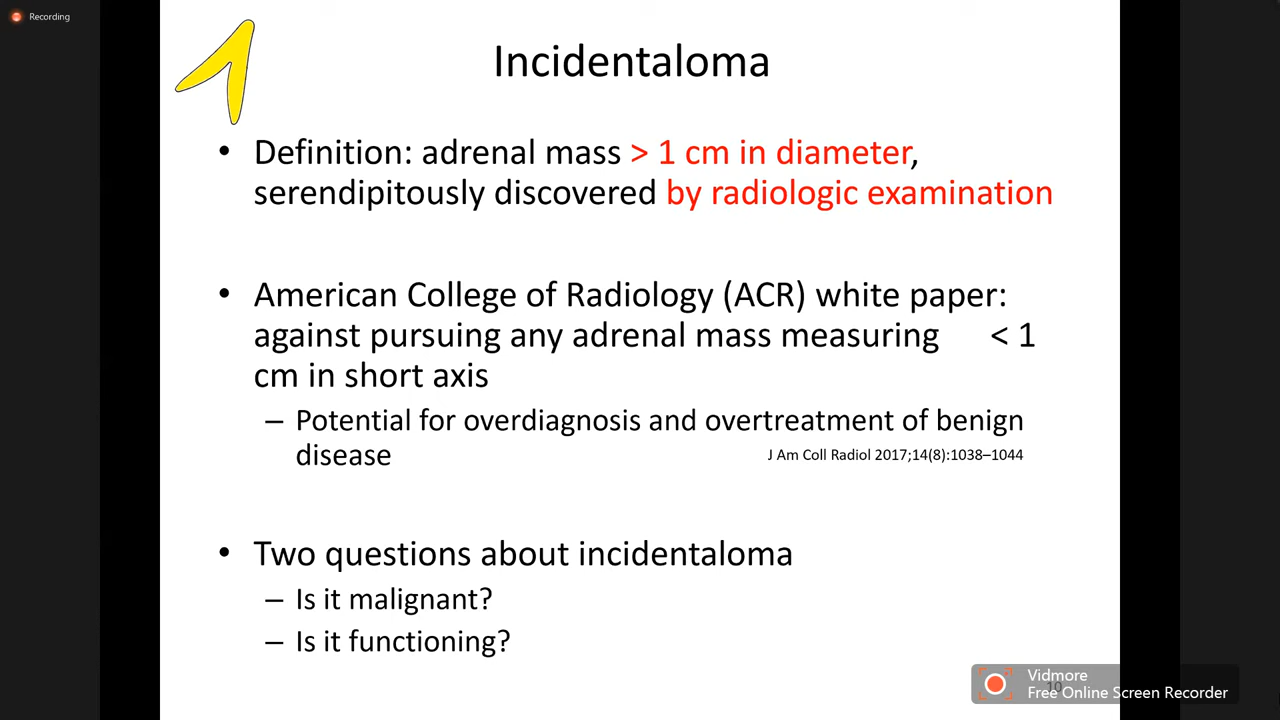 Recording
Incidentaloma
• Definition: adrenal mass > 1 cm in diameter,
serendipitously discovered by radiologic examination
• American College of Radiology (ACR) white paper:
against pursuing any adrenal mass measuring < 1
cm in short axis
– Potential for overdiagnosis and overtreatment of benign
disease
J Am Coll Radiol 2017;14(8):1038–1044
• Two questions about incidentaloma
– Is it malignant?
– Is it functioning?
Vidmore
10
Free Online Screen Recorder